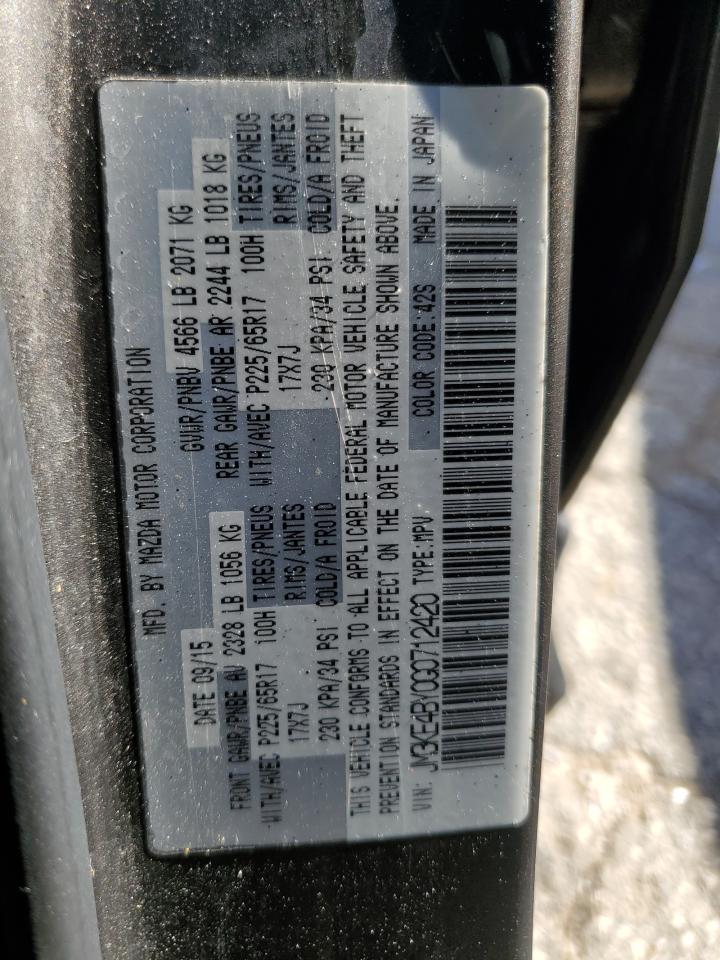 MFD. BY MAZDA MOTOR CORPORATION
DATE 09/15 GVWR/PNBV 4566 LB 2071 KG
FRONT GAWR/PNBE AV 2328 LB 1056 KG REAR GAWR/PNBE AR 2244 LB 1018 KG
WITH/AVEC P225/65R17 100H TIRES/PNEUS WITH/AVEC P225/65R17 100H TIRES/PNEUS
17X7J RIMS/JANTES 17X7J RIMS/JANTES
230 KPA/34 PSI COLD/A FROID 230 KPA/34 PSI COLD/A FROID
THIS VEHICLE CONFORMS TO ALL APPLICABLE FEDERAL MOTOR VEHICLE SAFETY AND THEFT
PREVENTION STANDARDS IN EFFECT ON THE DATE OF MANUFACTURE SHOWN ABOVE.
VIN: JM3KE4BY0G0712420 TYPE:MPV COLOR CODE:42S MADE IN JAPAN